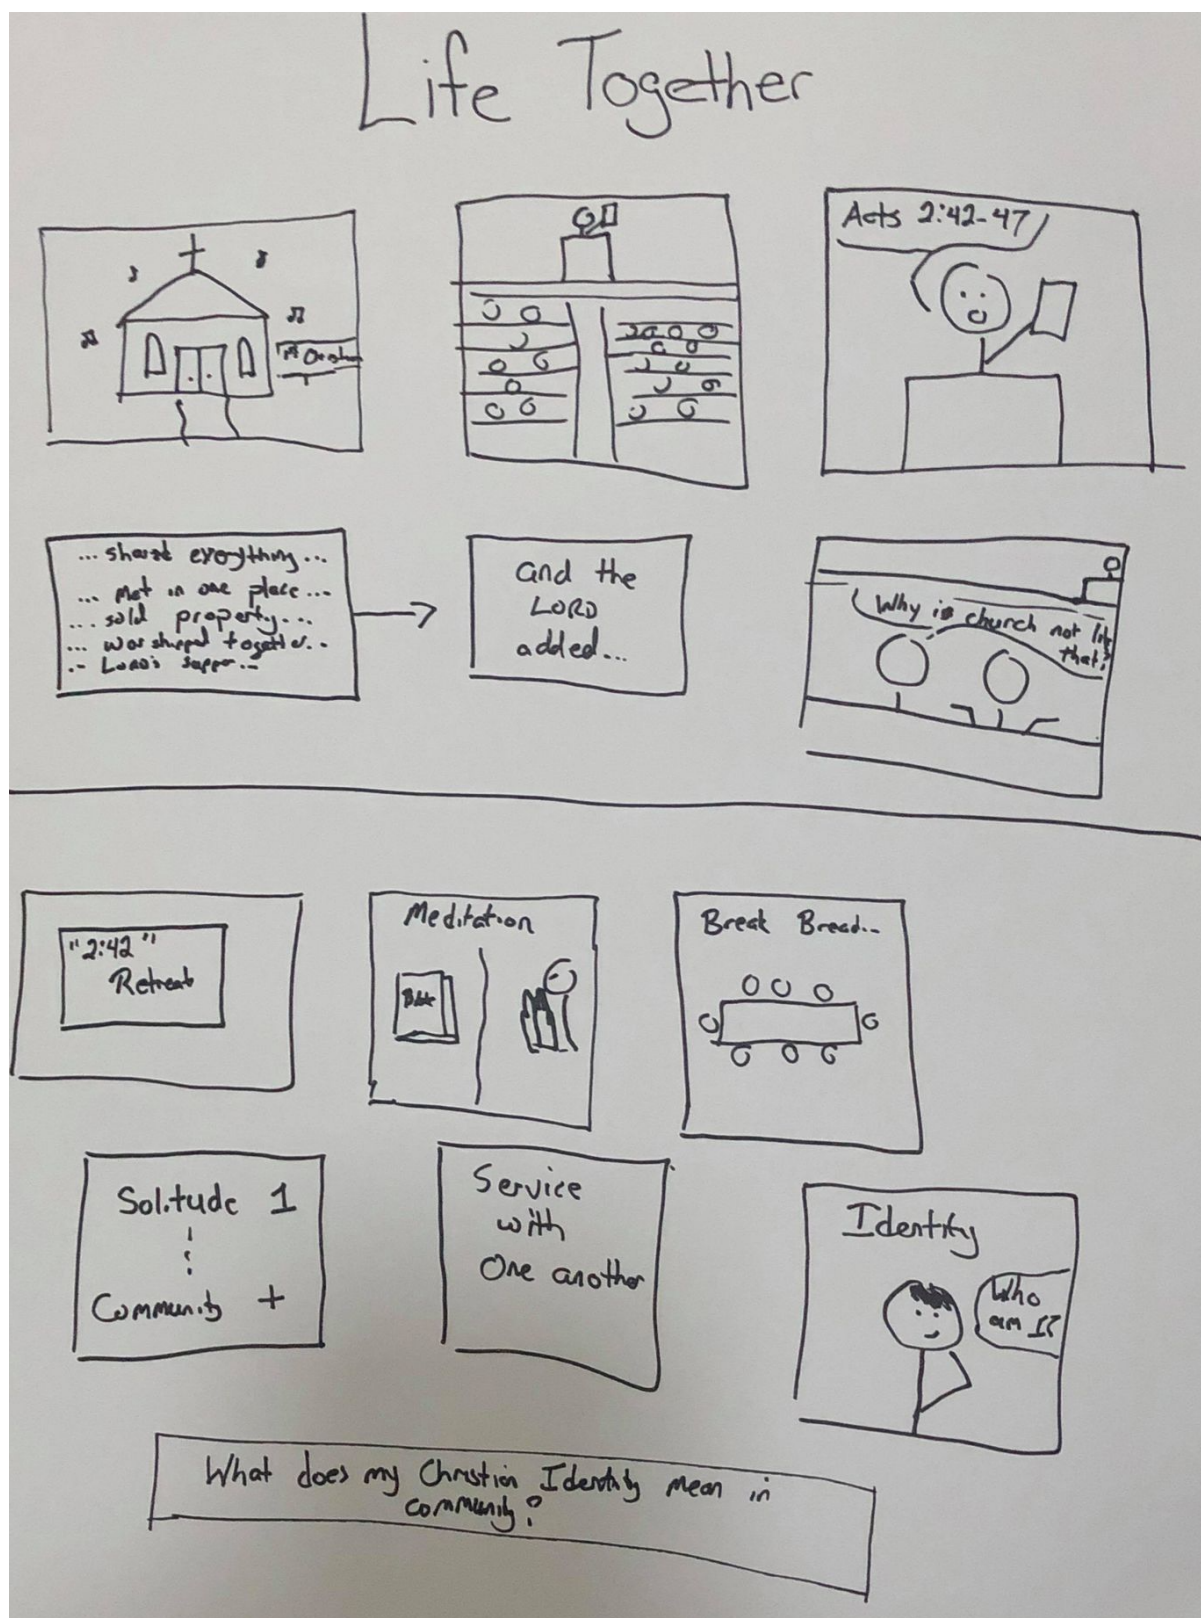 Life Together
Acts 2:42-47
... shared everything...
... Met in one place...
... sold property...
... worshipped together...
... LORD's supper...
and the
LORD
added...
Why is church not like
that?
"2:42"
Retreat
Meditation
Bible
Break Bread...
Solitude 1
Community +
Service
with
One another
Identity
Who
am I?
What does my Christian Identity mean in
community?